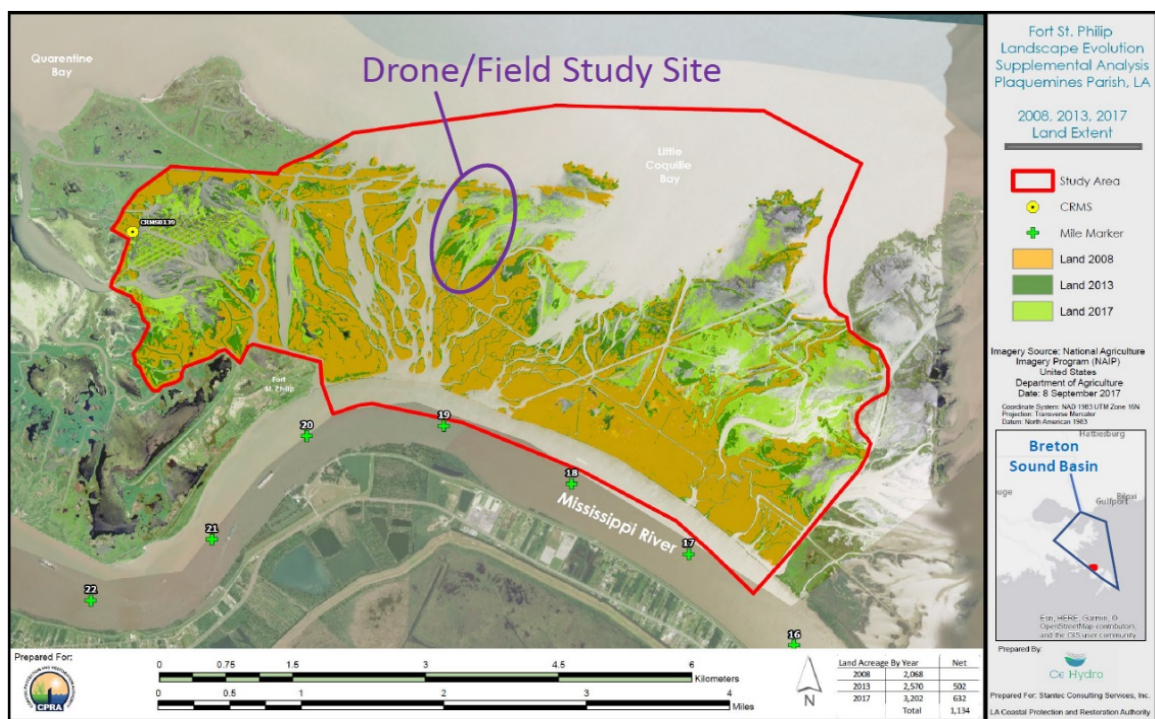 Quarentine
Bay
Drone/Field Study Site
Little
Coquille
Bay
CRMS0139
Fort
St. Philip
19
20
18
Mississippi River
17
21
22
16
Fort St. Philip
Landscape Evolution
Supplemental Analysis
Plaquemines Parish, LA
2008, 2013, 2017
Land Extent
Study Area
CRMS
Mile Marker
Land 2008
Land 2013
Land 2017
Imagery Source: National Agriculture
Imagery Program (NAIP)
United States
Department of Agriculture
Date: 8 September 2017
Coordinate System: NAD 1983 UTM Zone 16N
Projection: Transverse Mercator
Datum: North American 1983
Hattiesburg
Breton
Sound Basin
uge
Gulfport
Biloxi
Esri, HERE, Garmin, ©
OpenStreetMap contributors,
and the GIS user community
Prepared By:
Ce Hydro
Prepared For: Stantec Consulting Services, Inc.
LA Coastal Protection and Restoration Authority
Prepared For:
CPRA
0 0.75 1.5 3 4.5 6
Kilometers
0 0.5 1 2 3 4
Miles
N
Land Acreage By Year Net
2008 2,068
2013 2,570 502
2017 3,202 632
Total 1,134